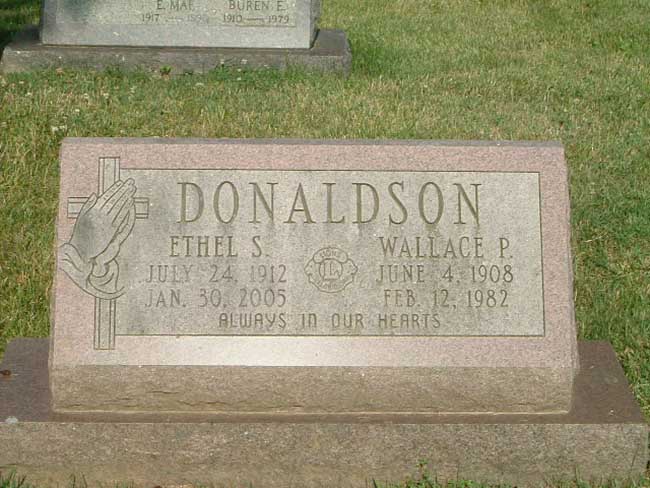 E. MAE
BUREN E.
1917
1910 — 1979
DONALDSON
ETHEL S.
JULY 24, 1912
JAN. 30, 2005
WALLACE P.
JUNE 4, 1908
FEB. 12, 1982
ALWAYS IN OUR HEARTS